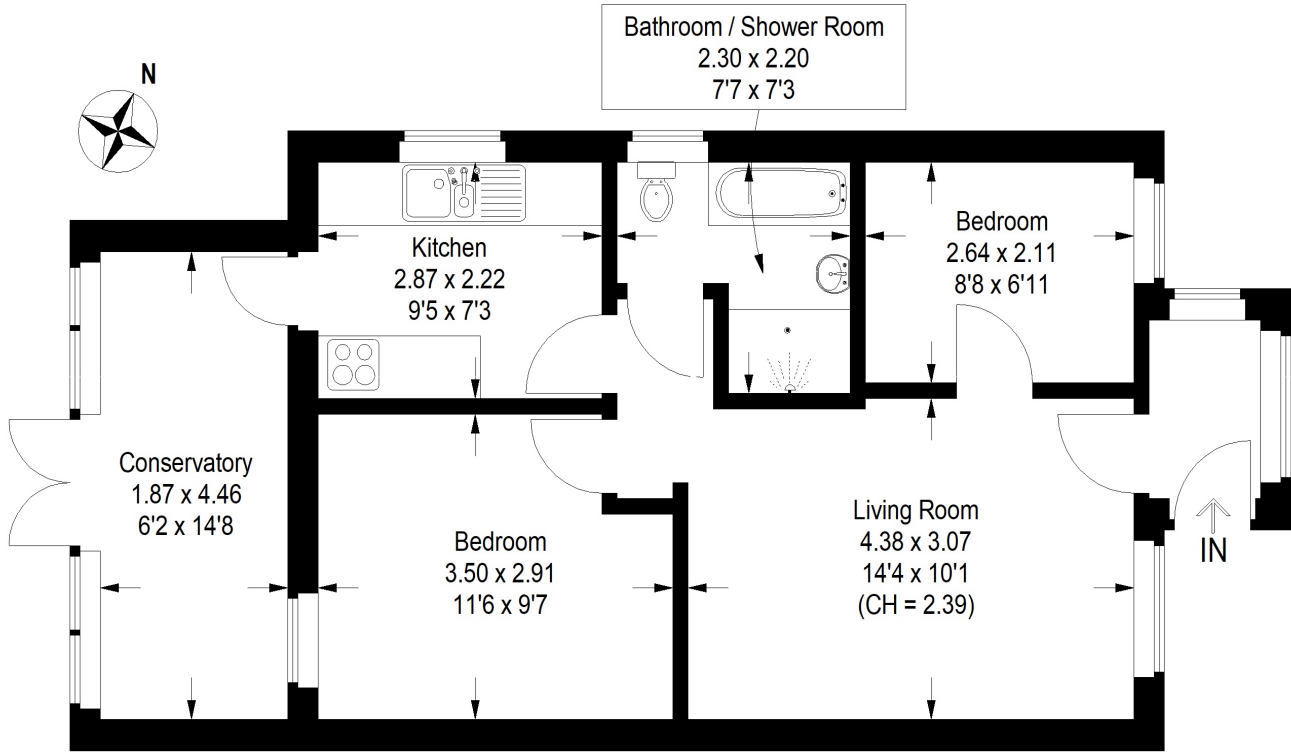 Bathroom / Shower Room
2.30 x 2.20
7'7 x 7'3
N
Kitchen
2.87 x 2.22
9'5 x 7'3
Bedroom
2.64 x 2.11
8'8 x 6'11
Conservatory
1.87 x 4.46
6'2 x 14'8
Bedroom
3.50 x 2.91
11'6 x 9'7
Living Room
4.38 x 3.07
14'4 x 10'1
(CH = 2.39)
IN